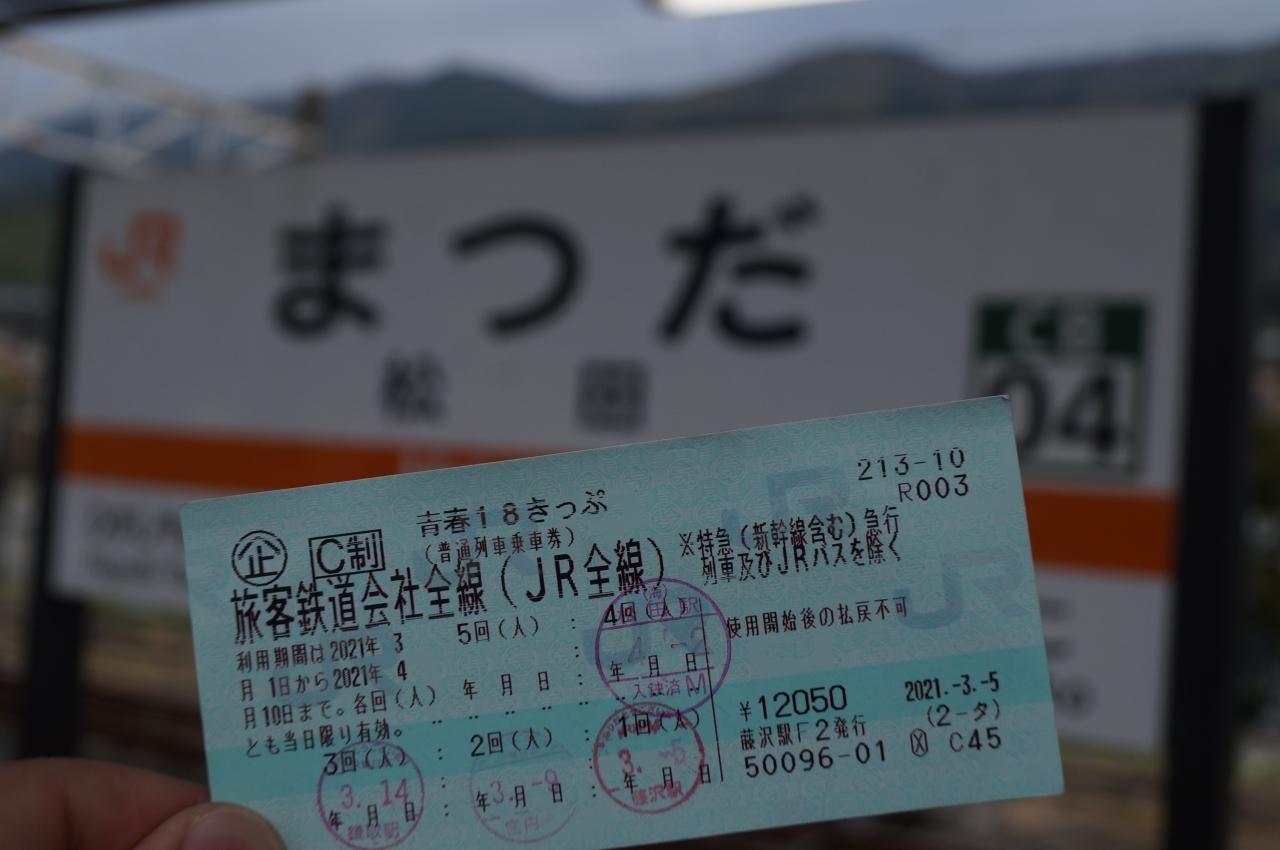 JR
まつだ
松田
CB
04
213-10
R003
青春18きっぷ
(普通列車乗車券)
企 C制
旅客鉄道会社全線(JR全線)
※特急(新幹線含む)急行
列車及びJRバスを除く
利用期間は2021年 3
月 1日から2021年 4
月10日まで。各回(人)
とも当日限り有効。
5回(人) : 4回(人)
年 月 日 : 年 月 日
駅
4.-2
入鋏済 M
使用開始後の払戻不可
3回(人) : 2回(人) : 1回(人)
年 月 日 : 年 月 日 : 年 月 日
3.14
3.-9
車内
3.-5
藤沢駅
¥12050
2021.-3.-5
藤沢駅F2発行
(2-タ)
50096-01 C45